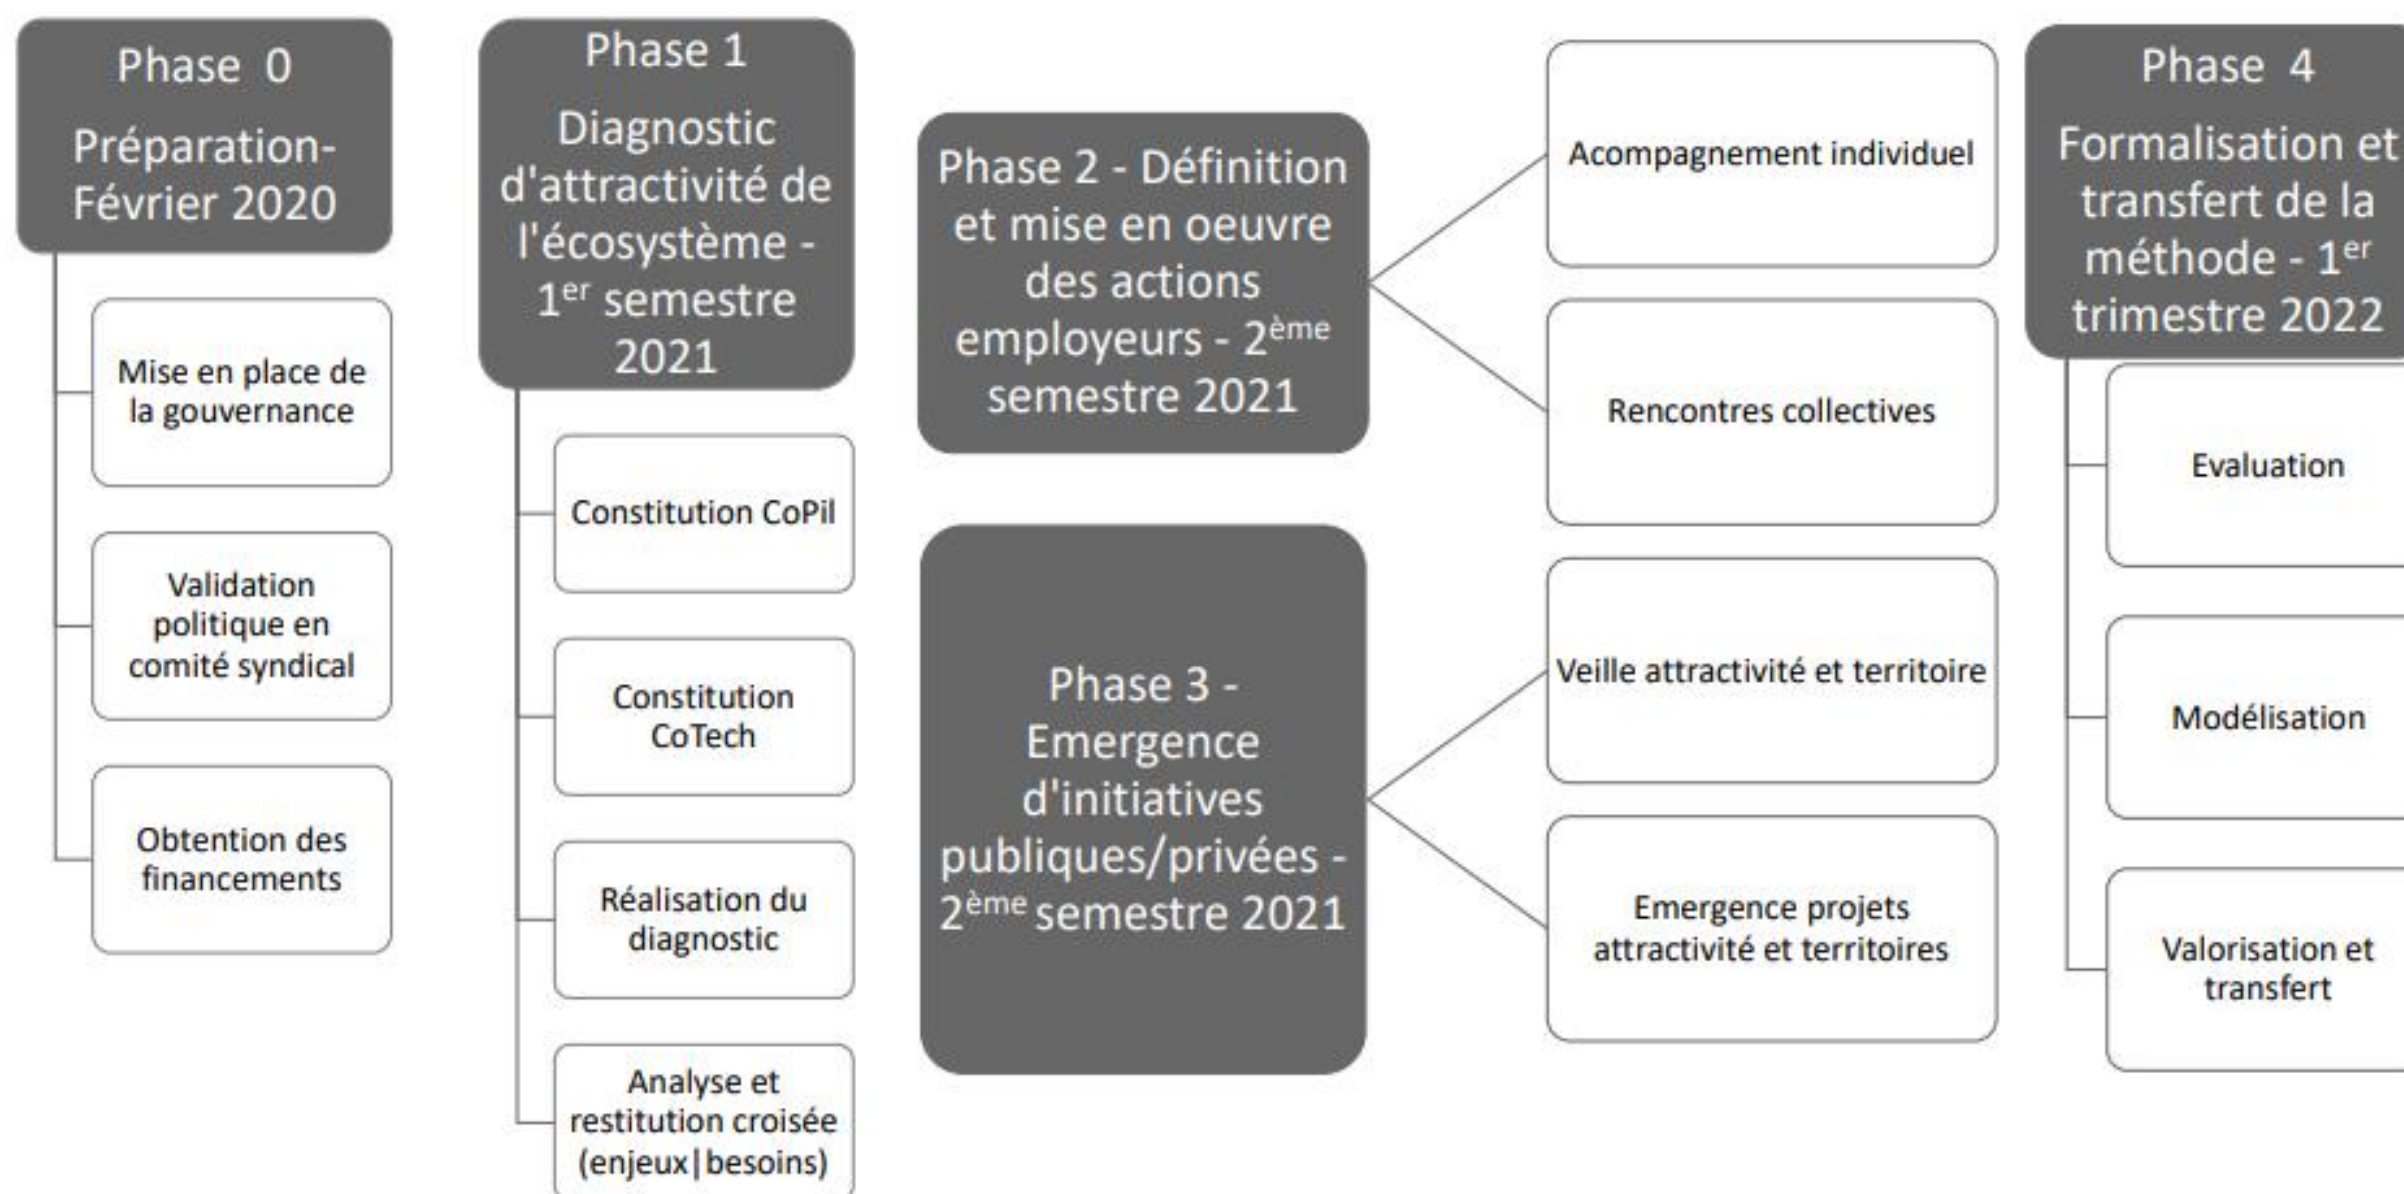 Phase 0
Préparation-
Février 2020
Mise en place de
la gouvernance
Validation
politique en
comité syndical
Obtention des
financements
Phase 1
Diagnostic
d'attractivité de
l'écosystème -
1er semestre
2021
Constitution CoPil
Constitution
CoTech
Réalisation du
diagnostic
Analyse et
restitution croisée
(enjeux|besoins)
Phase 2 - Définition
et mise en oeuvre
des actions
employeurs - 2ème
semestre 2021
Acompagnement individuel
Rencontres collectives
Phase 3 -
Emergence
d'initiatives
publiques/privées -
2ème semestre 2021
Veille attractivité et territoire
Emergence projets
attractivité et territoires
Phase 4
Formalisation et
transfert de la
méthode - 1er
trimestre 2022
Evaluation
Modélisation
Valorisation et
transfert